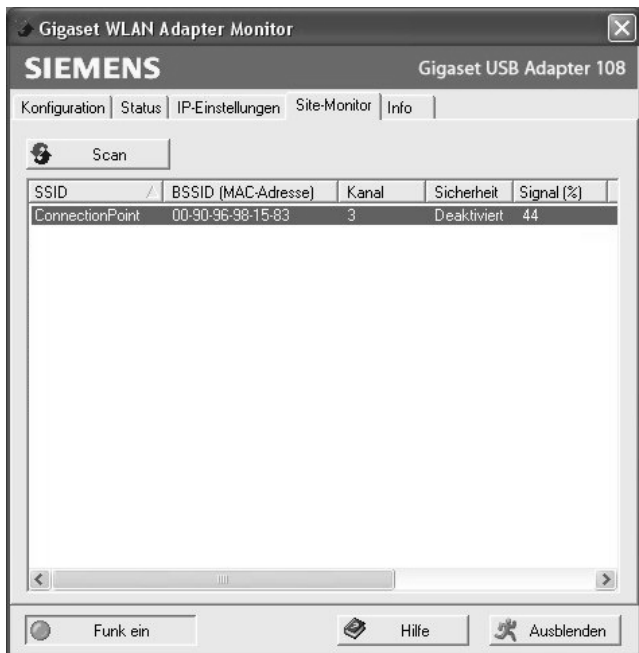 Gigaset WLAN Adapter Monitor
SIEMENS Gigaset USB Adapter 108
Konfiguration Status IP-Einstellungen Site-Monitor Info
Scan
SSID BSSID (MAC-Adresse) Kanal Sicherheit Signal (%)
ConnectionPoint 00-90-96-98-15-83 3 Deaktiviert 44
Funk ein Hilfe Ausblenden